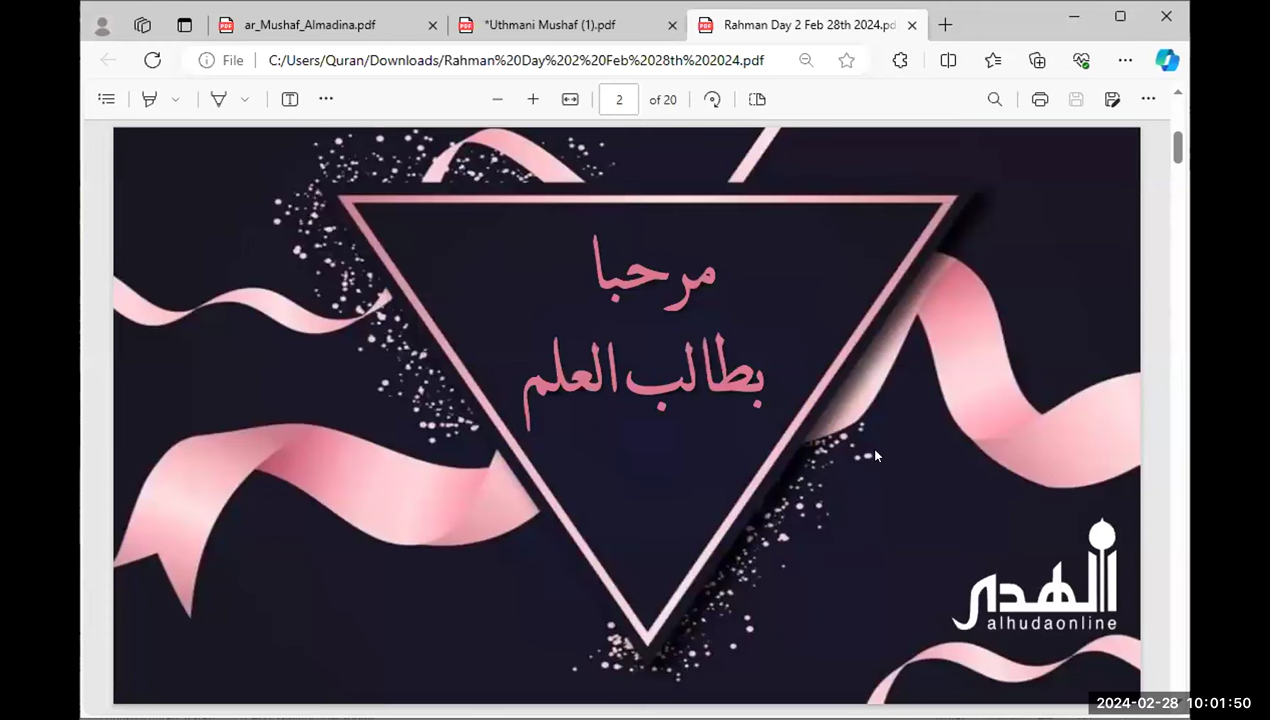 ar_Mushaf_Almadina.pdf
*Uthmani Mushaf (1).pdf
Rahman Day 2 Feb 28th 2024.pd
File
C:/Users/Quran/Downloads/Rahman%20Day%202%20Feb%2028th%202024.pdf
2 of 20
مرحبا
بطالب العلم
الهدى
alhudaonline
2024-02-28 10:01:50